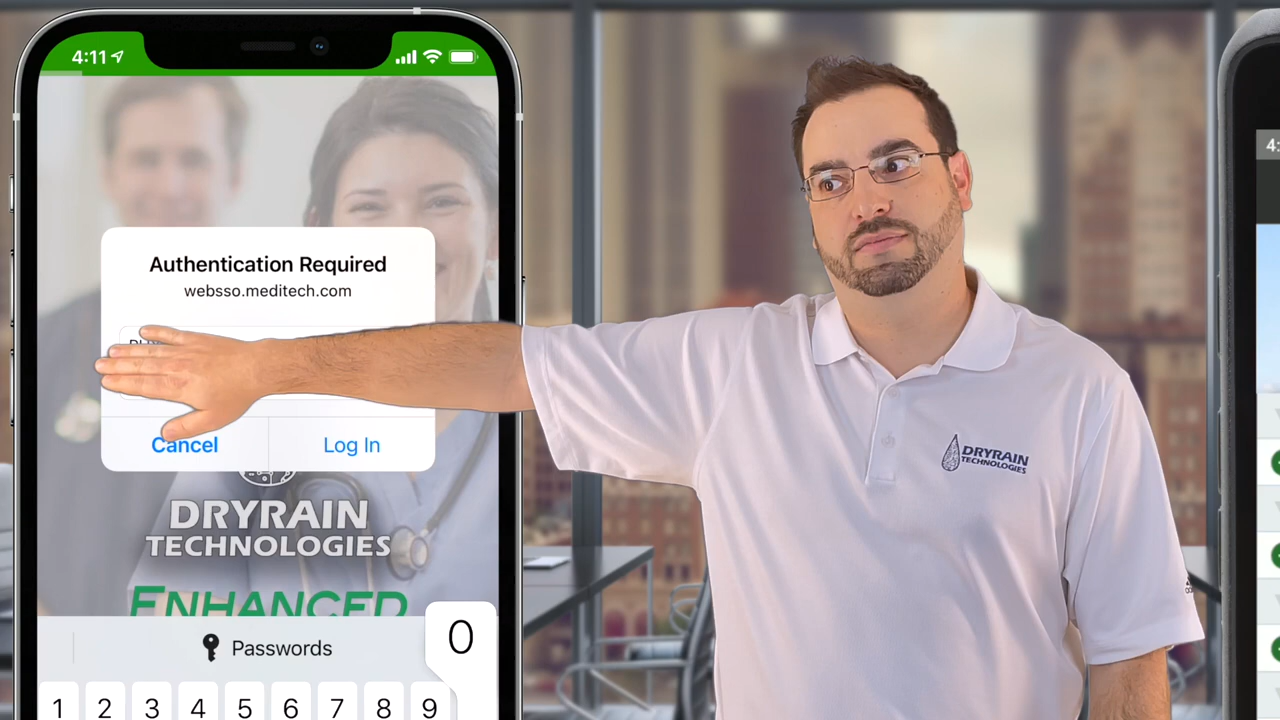 4:11
Authentication Required
websso.meditech.com
Cancel
Log In
DRYRAIN
TECHNOLOGIES
ENHANCED
Passwords
0
1 2 3 4 5 6 7 8 9
DRYRAIN
TECHNOLOGIES